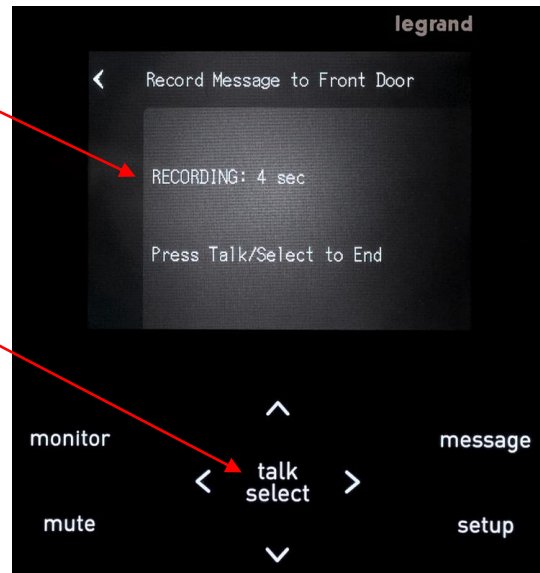 legrand
Record Message to Front Door
RECORDING: 4 sec
Press Talk/Select to End
monitor
message
talk
select
mute
setup